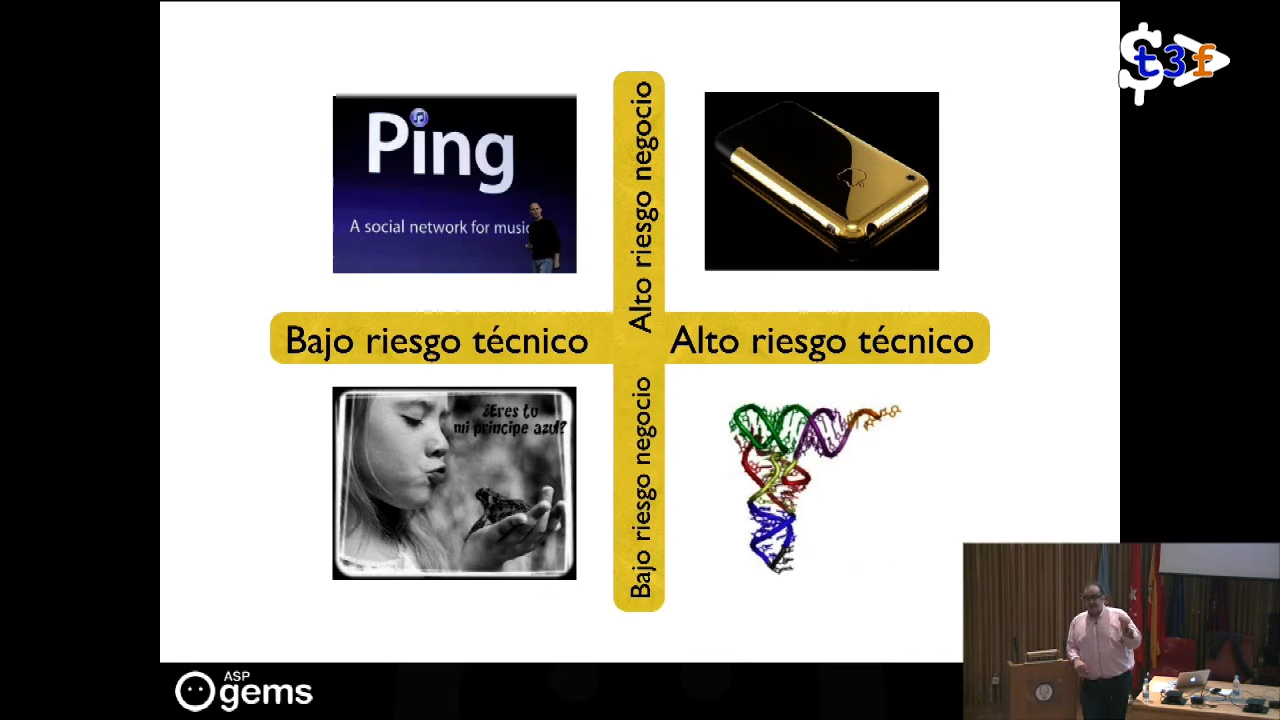 $t3f
Ping
A social network for music
Alto riesgo negocio
Bajo riesgo técnico
Alto riesgo técnico
¿Eres tu
mi principe azul?
Bajo riesgo negocio
ASP
gems